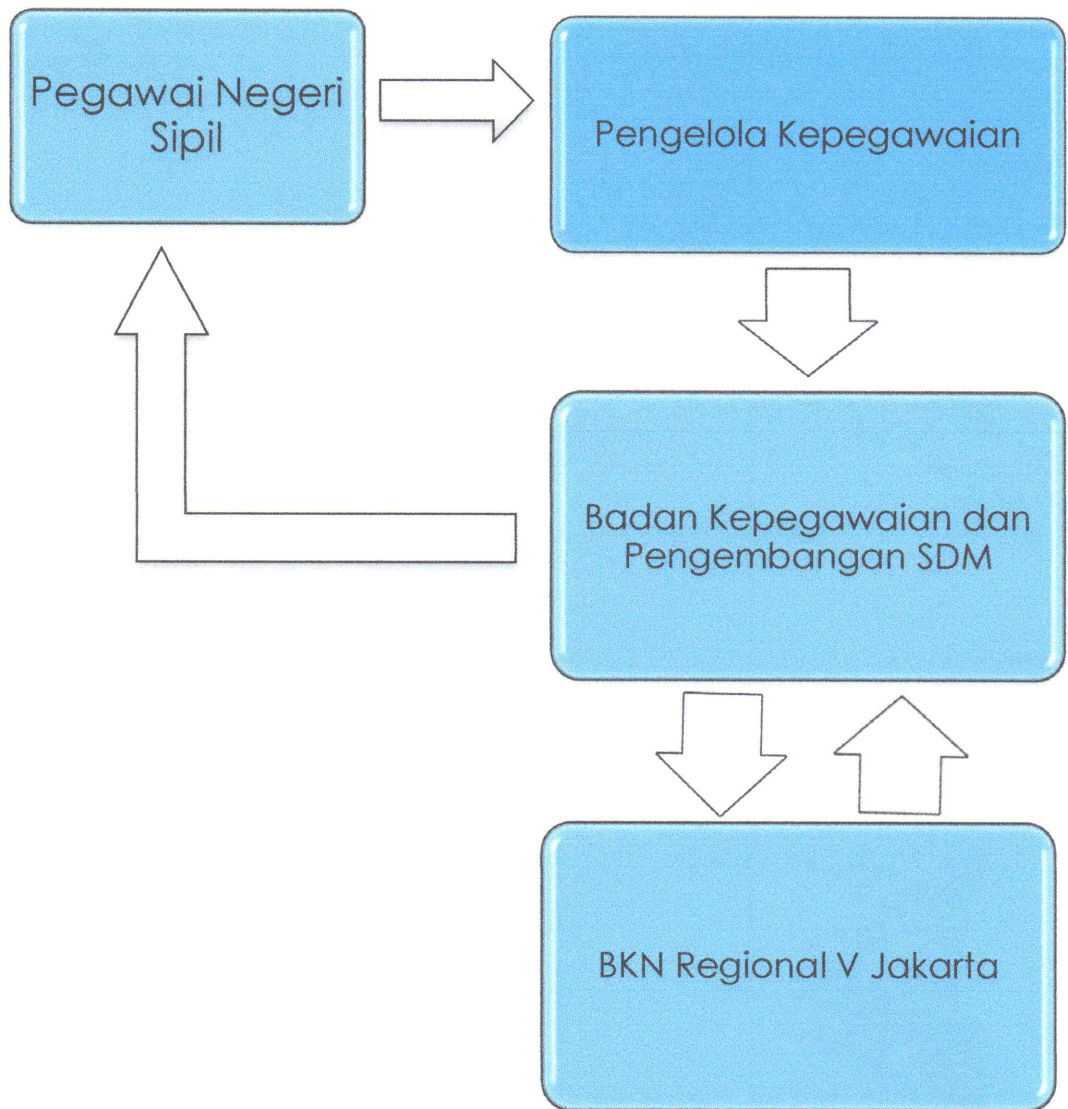 Pegawai Negeri
Sipil
Pengelola Kepegawaian
Badan Kepegawaian dan
Pengembangan SDM
BKN Regional V Jakarta